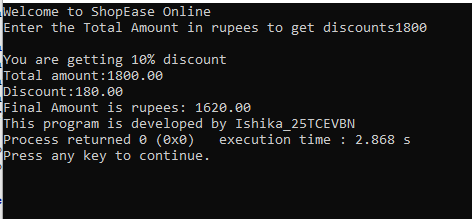 Welcome to ShopEase Online
Enter the Total Amount in rupees to get discounts1800
You are getting 10% discount
Total amount:1800.00
Discount:180.00
Final Amount is rupees: 1620.00
This program is developed by Ishika_25TCEVBN
Process returned 0 (0x0)   execution time : 2.868 s
Press any key to continue.